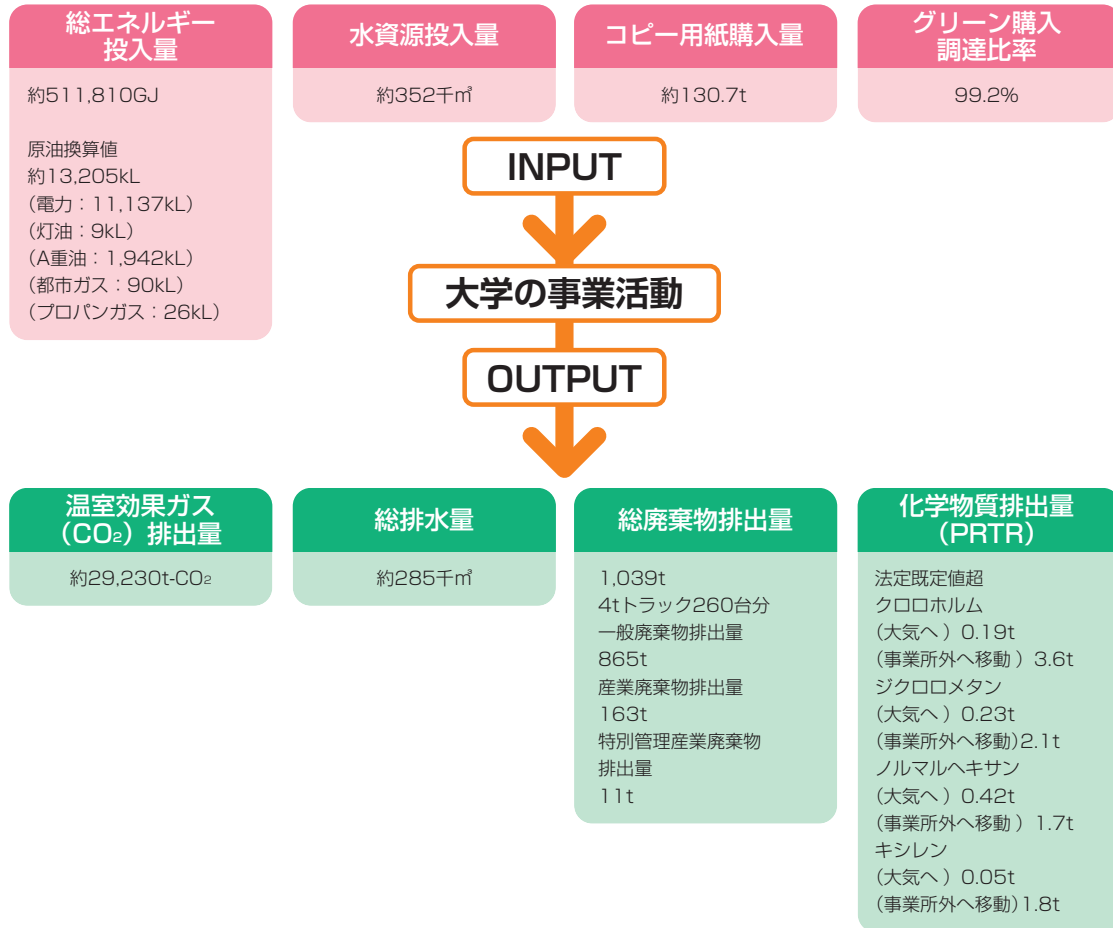 総エネルギー
投入量
約511,810GJ
原油換算値
約13,205kL
(電力：11,137kL)
(灯油：9kL)
(A重油：1,942kL)
(都市ガス：90kL)
(プロパンガス：26kL)
水資源投入量
約352千㎥
コピー用紙購入量
約130.7t
グリーン購入
調達比率
99.2%
INPUT
大学の事業活動
OUTPUT
温室効果ガス
（CO₂）排出量
約29,230t-CO₂
総排水量
約285千㎥
総廃棄物排出量
1,039t
4tトラック260台分
一般廃棄物排出量
865t
産業廃棄物排出量
163t
特別管理産業廃棄物
排出量
11t
化学物質排出量
（PRTR）
法定既定値超
クロロホルム
(大気へ ) 0.19t
(事業所外へ移動 ) 3.6t
ジクロロメタン
(大気へ ) 0.23t
(事業所外へ移動)2.1t
ノルマルヘキサン
(大気へ ) 0.42t
(事業所外へ移動 ) 1.7t
キシレン
(大気へ ) 0.05t
(事業所外へ移動)1.8t